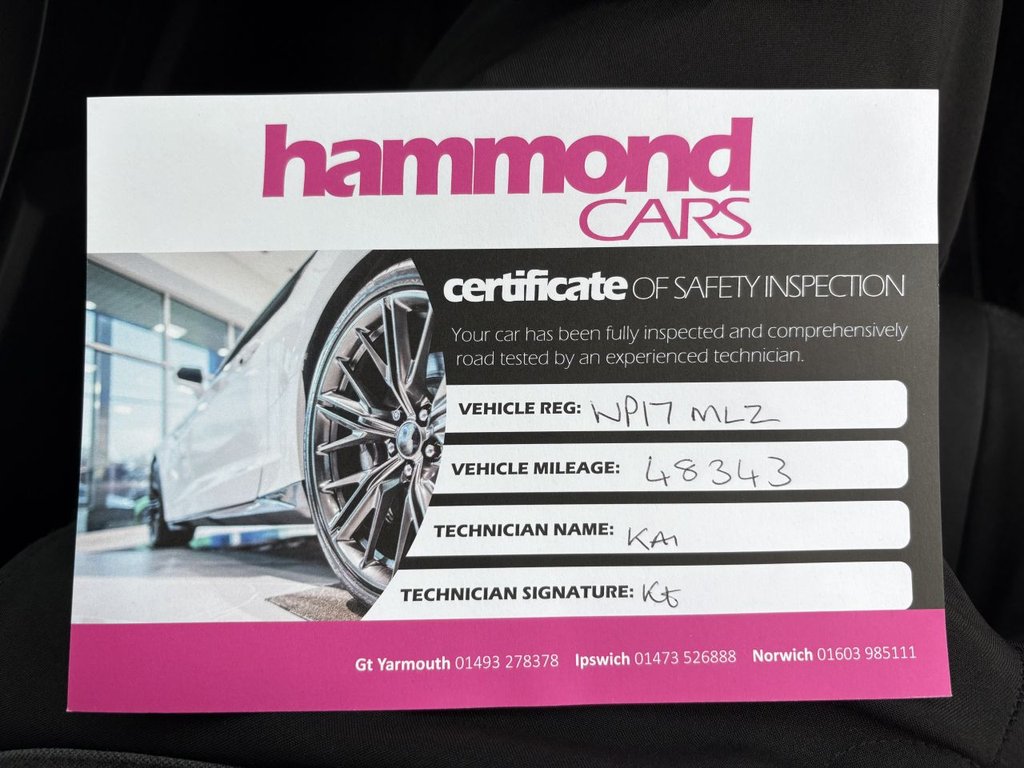 hammond
CARS
certificate OF SAFETY INSPECTION
Your car has been fully inspected and comprehensively
road tested by an experienced technician.
VEHICLE REG: WP17 MLZ
VEHICLE MILEAGE: 48343
TECHNICIAN NAME: KAI
TECHNICIAN SIGNATURE:
Gt Yarmouth 01493 278378 Ipswich 01473 526888 Norwich 01603 985111